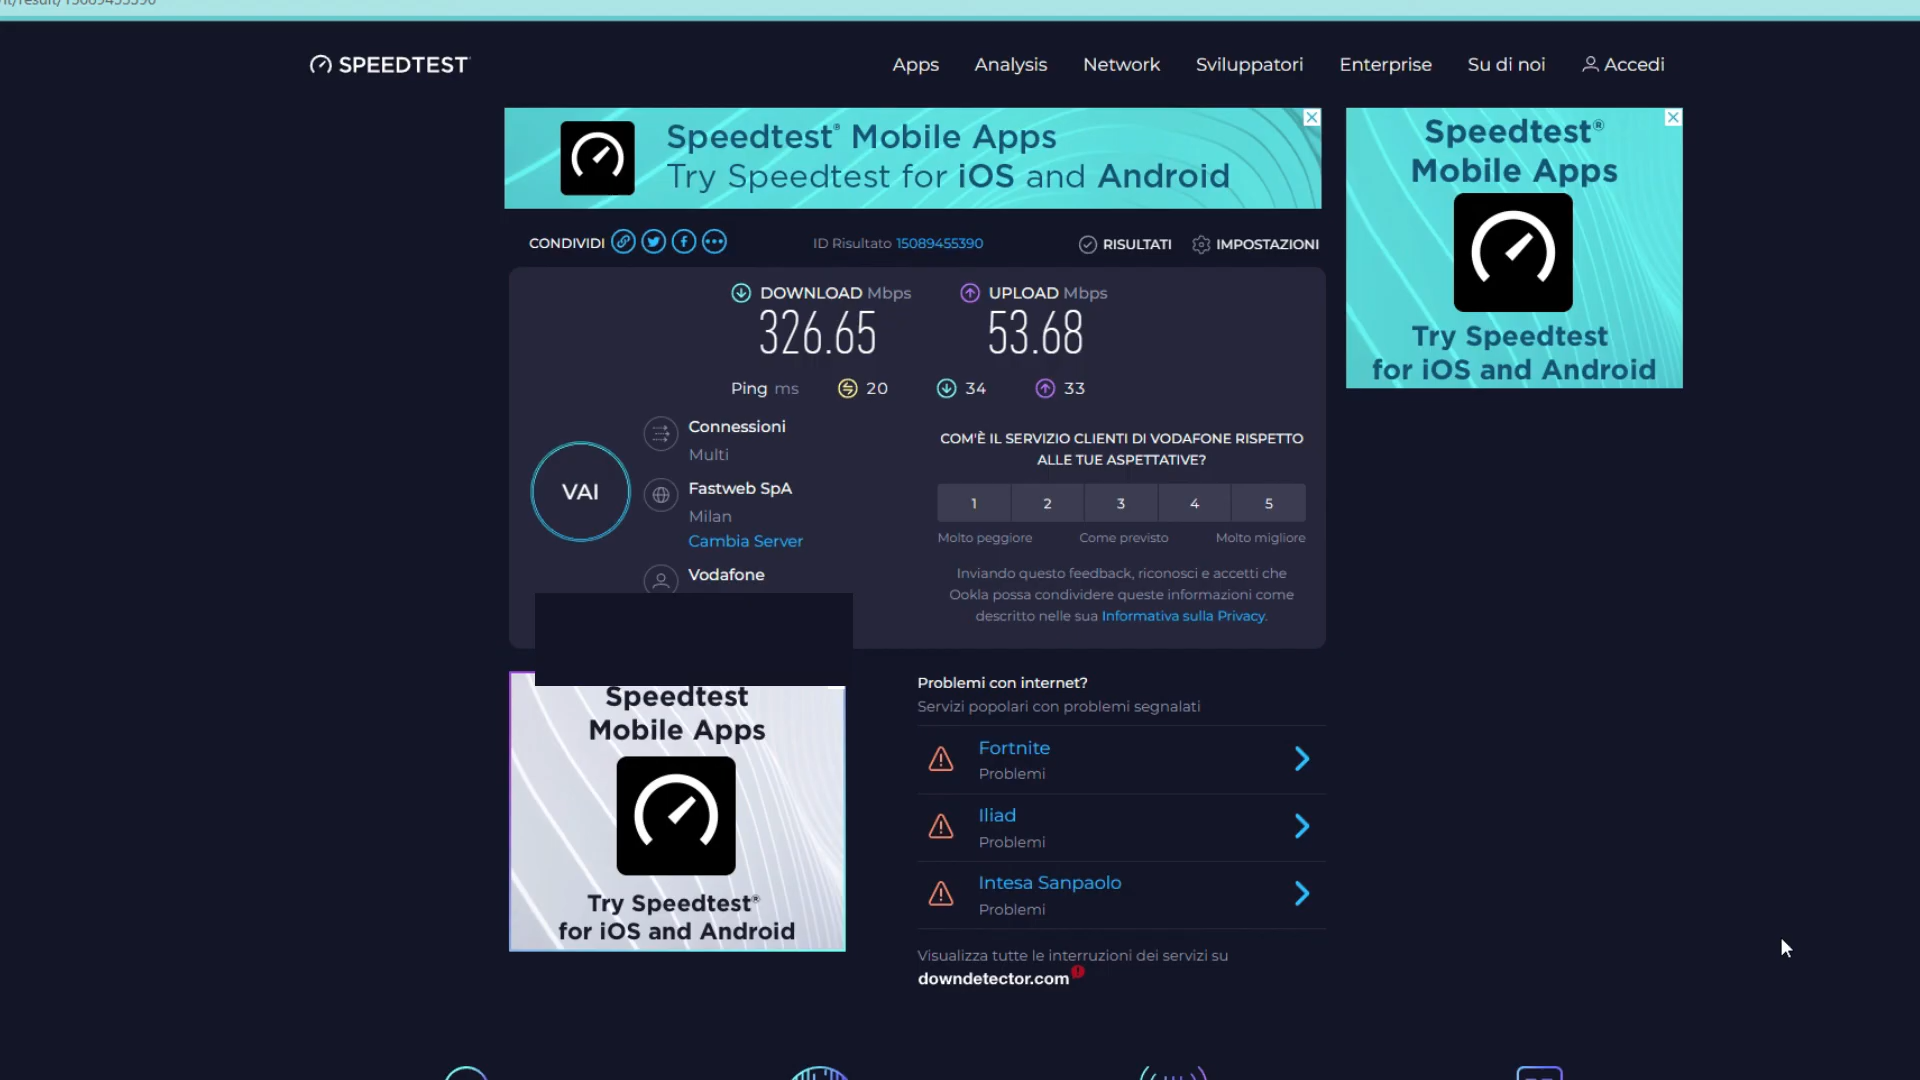 SPEEDTEST
Apps
Analysis
Network
Sviluppatori
Enterprise
Su di noi
Accedi
Speedtest® Mobile Apps
Try Speedtest for iOS and Android
Speedtest®
Mobile Apps
Try Speedtest
for iOS and Android
CONDIVIDI
ID Risultato 15089455390
RISULTATI
IMPOSTAZIONI
DOWNLOAD Mbps
326.65
UPLOAD Mbps
53.68
Ping ms
20
34
33
VAI
Connessioni
Multi
Fastweb SpA
Milan
Cambia Server
Vodafone
COM'È IL SERVIZIO CLIENTI DI VODAFONE RISPETTO
ALLE TUE ASPETTATIVE?
1
2
3
4
5
Molto peggiore
Come previsto
Molto migliore
Inviando questo feedback, riconosci e accetti che
Ookla possa condividere queste informazioni come
descritto nelle sua Informativa sulla Privacy.
Speedtest
Mobile Apps
Try Speedtest®
for iOS and Android
Problemi con internet?
Servizi popolari con problemi segnalati
Fortnite
Problemi
Iliad
Problemi
Intesa Sanpaolo
Problemi
Visualizza tutte le interruzioni dei servizi su
downdetector.com